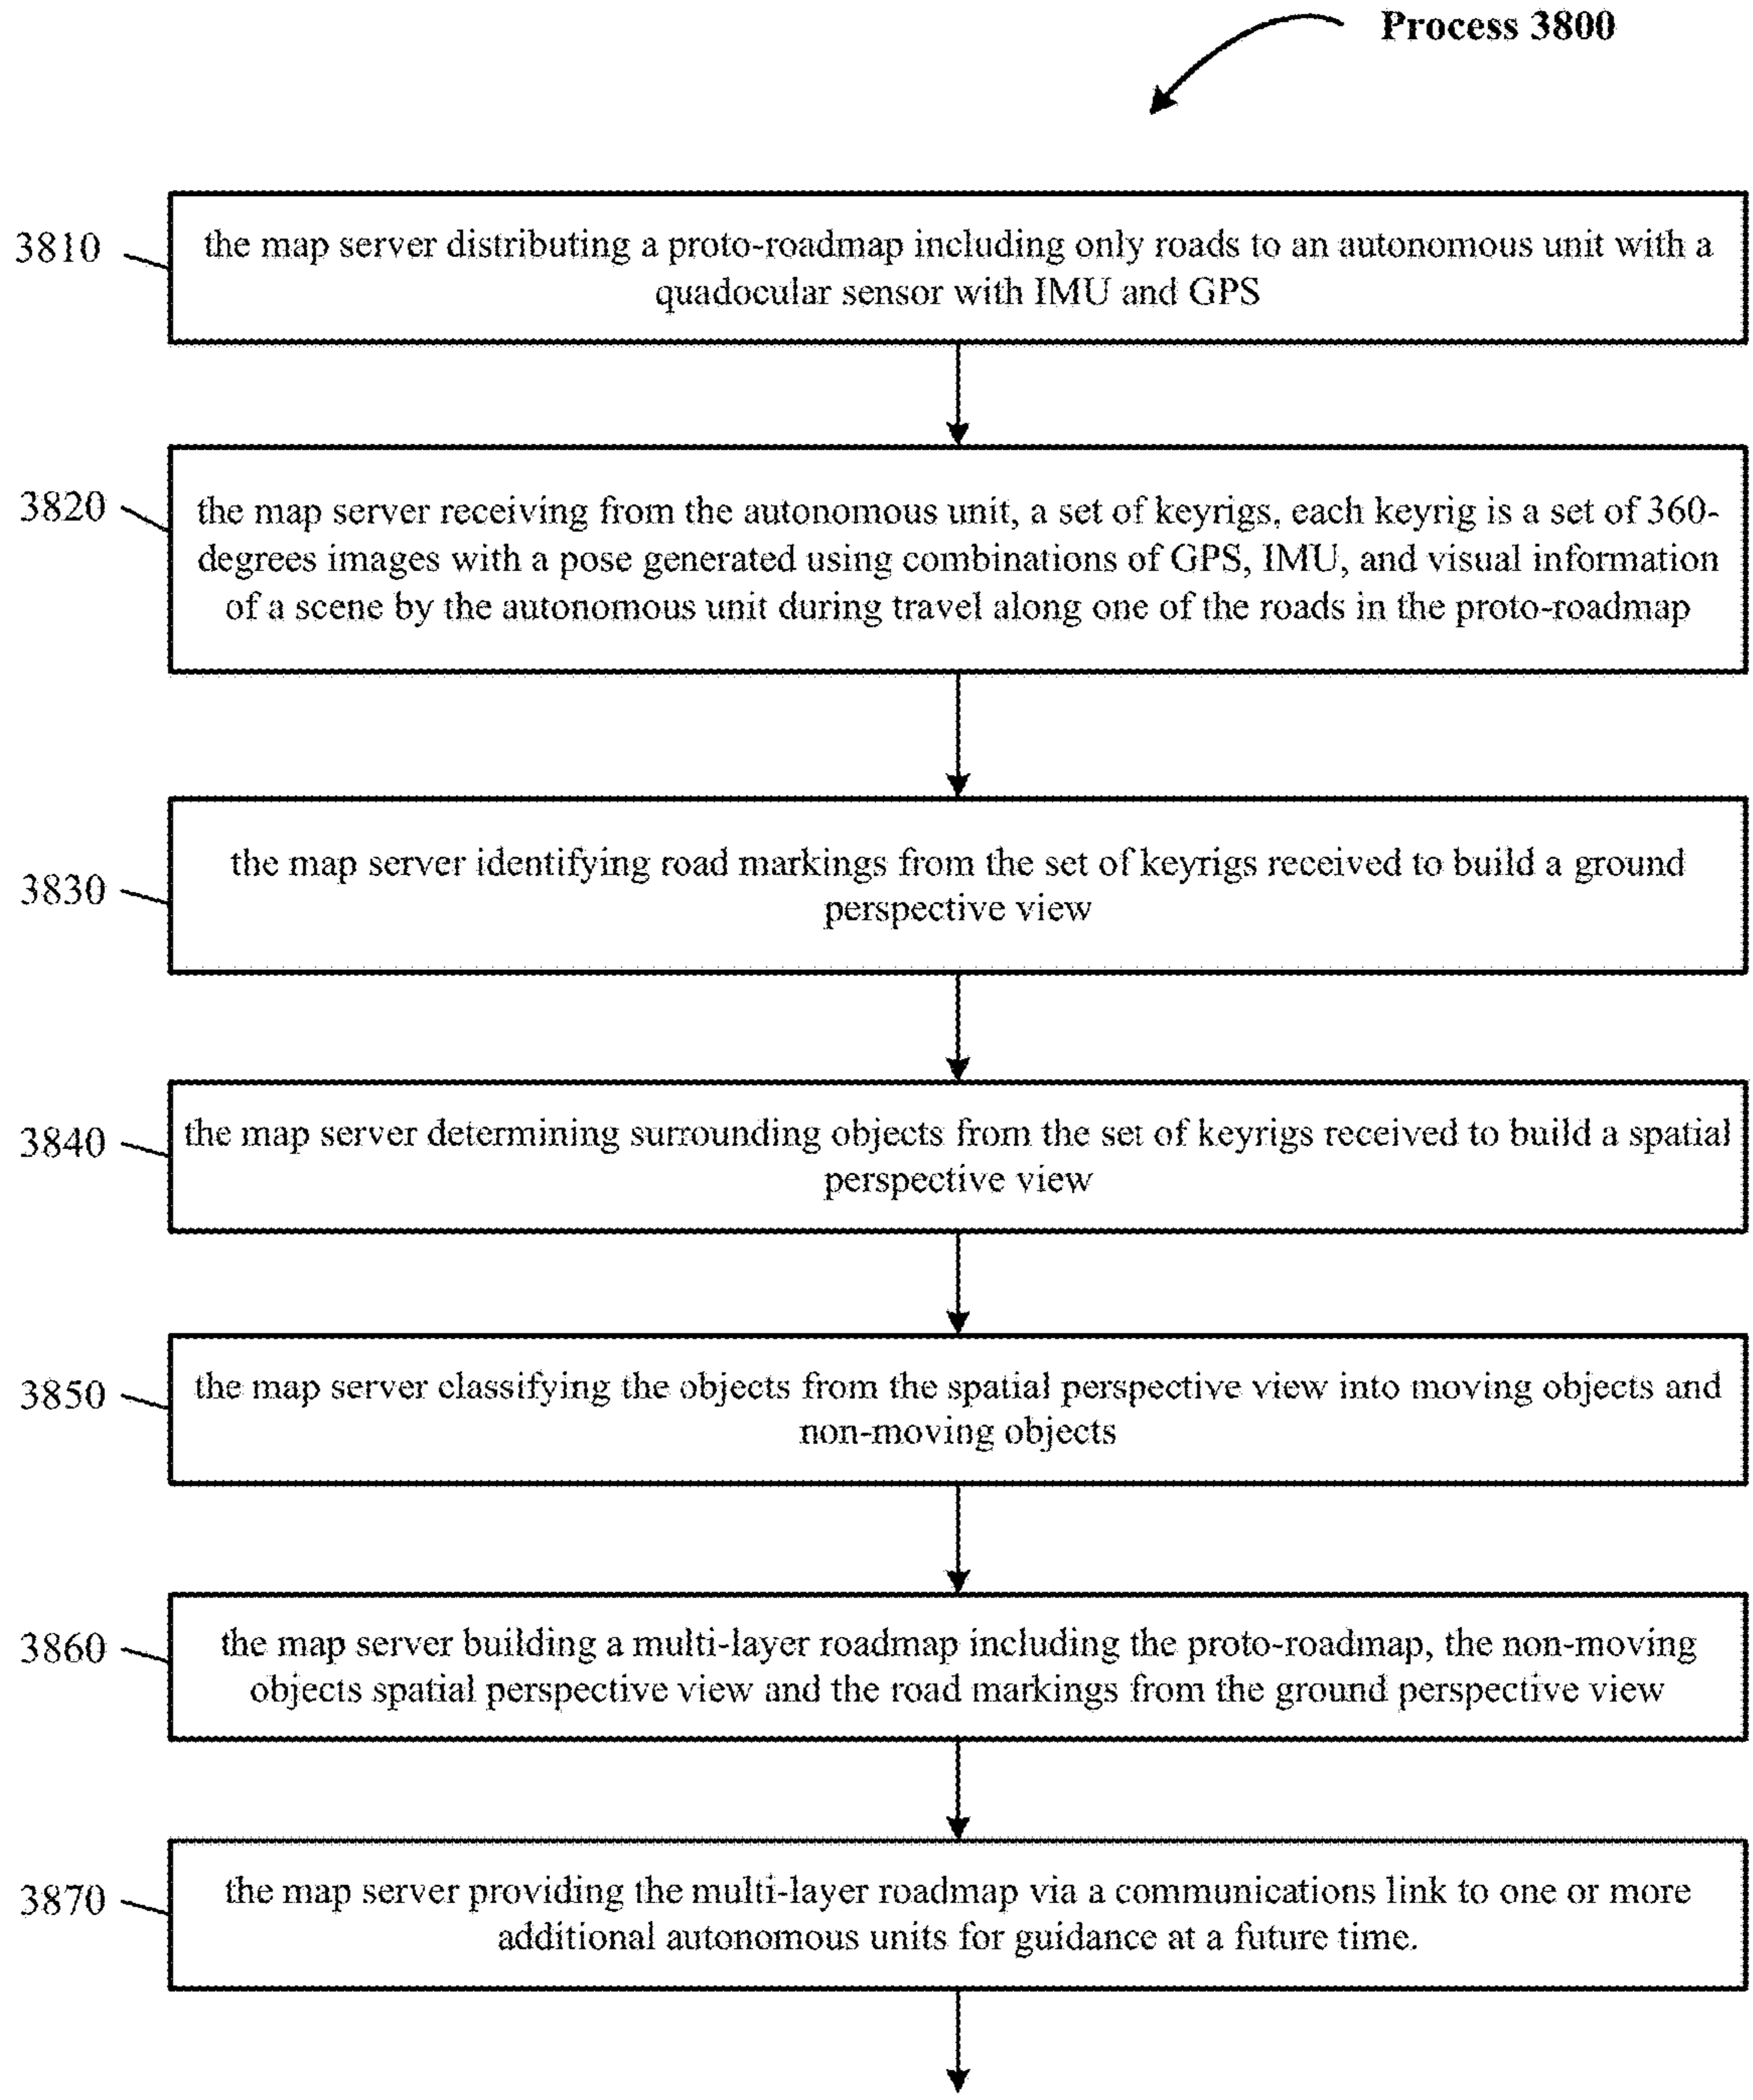 Process 3800
3810
the map server distributing a proto-roadmap including only roads to an autonomous unit with a
quadocular sensor with IMU and GPS
3820
the map server receiving from the autonomous unit, a set of keyrigs, each keyrig is a set of 360-
degrees images with a pose generated using combinations of GPS, IMU, and visual information
of a scene by the autonomous unit during travel along one of the roads in the proto-roadmap
3830
the map server identifying road markings from the set of keyrigs received to build a ground
perspective view
3840
the map server determining surrounding objects from the set of keyrigs received to build a spatial
perspective view
3850
the map server classifying the objects from the spatial perspective view into moving objects and
non-moving objects
3860
the map server building a multi-layer roadmap including the proto-roadmap, the non-moving
objects spatial perspective view and the road markings from the ground perspective view
3870
the map server providing the multi-layer roadmap via a communications link to one or more
additional autonomous units for guidance at a future time.